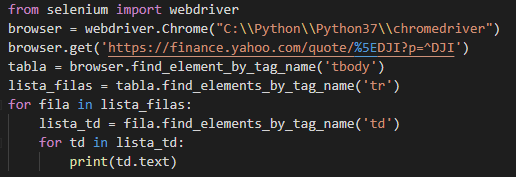 from selenium import webdriver
browser = webdriver.Chrome("C:\\Python\\Python37\\chromedriver")
browser.get('https://finance.yahoo.com/quote/%5EDJI?p=^DJI')
tabla = browser.find_element_by_tag_name('tbody')
lista_filas = tabla.find_elements_by_tag_name('tr')
for fila in lista_filas:
    lista_td = fila.find_elements_by_tag_name('td')
    for td in lista_td:
        print(td.text)